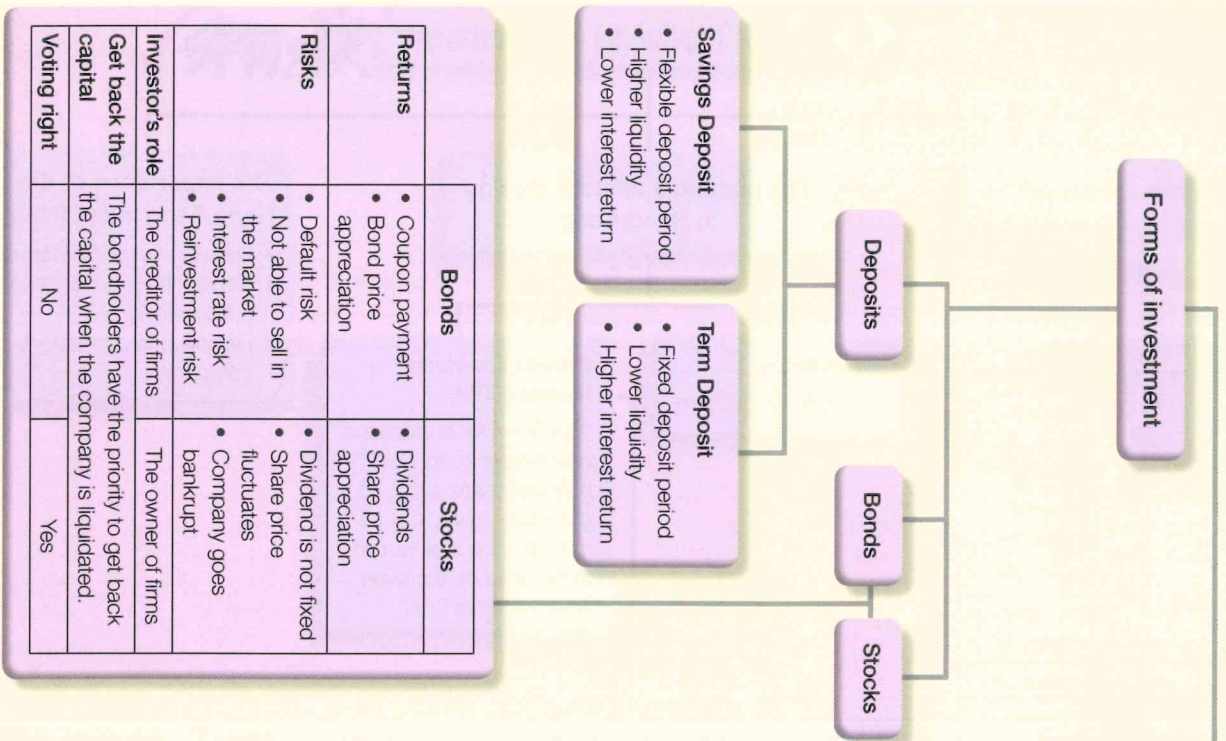 Forms of investment
Deposits
Bonds
Stocks
Savings Deposit
• Flexible deposit period
• Higher liquidity
• Lower interest return
Term Deposit
• Fixed deposit period
• Lower liquidity
• Higher interest return
Bonds
Stocks
Returns
• Coupon payment
• Bond price
appreciation
• Dividends
• Share price
appreciation
Risks
• Default risk
• Not able to sell in
the market
• Interest rate risk
• Reinvestment risk
• Dividend is not fixed
• Share price
fluctuates
• Company goes
bankrupt
Investor's role
The creditor of firms
The owner of firms
Get back the
capital
The bondholders have the priority to get back
the capital when the company is liquidated.
Voting right
No
Yes